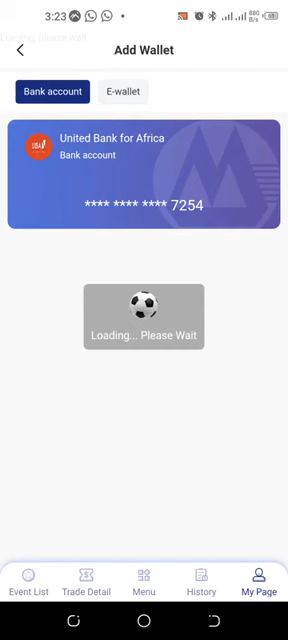 3:23
Loading, please wait
Add Wallet
Bank account
E-wallet
UBA
United Bank for Africa
Bank account
**** **** **** 7254
Loading... Please Wait
Event List
Trade Detail
Menu
History
My Page